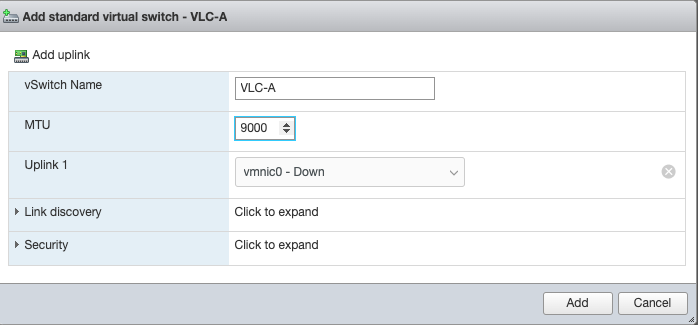 Add standard virtual switch - VLC-A
Add uplink
vSwitch Name
VLC-A
MTU
9000
Uplink 1
vmnic0 - Down
Link discovery
Click to expand
Security
Click to expand
Add
Cancel